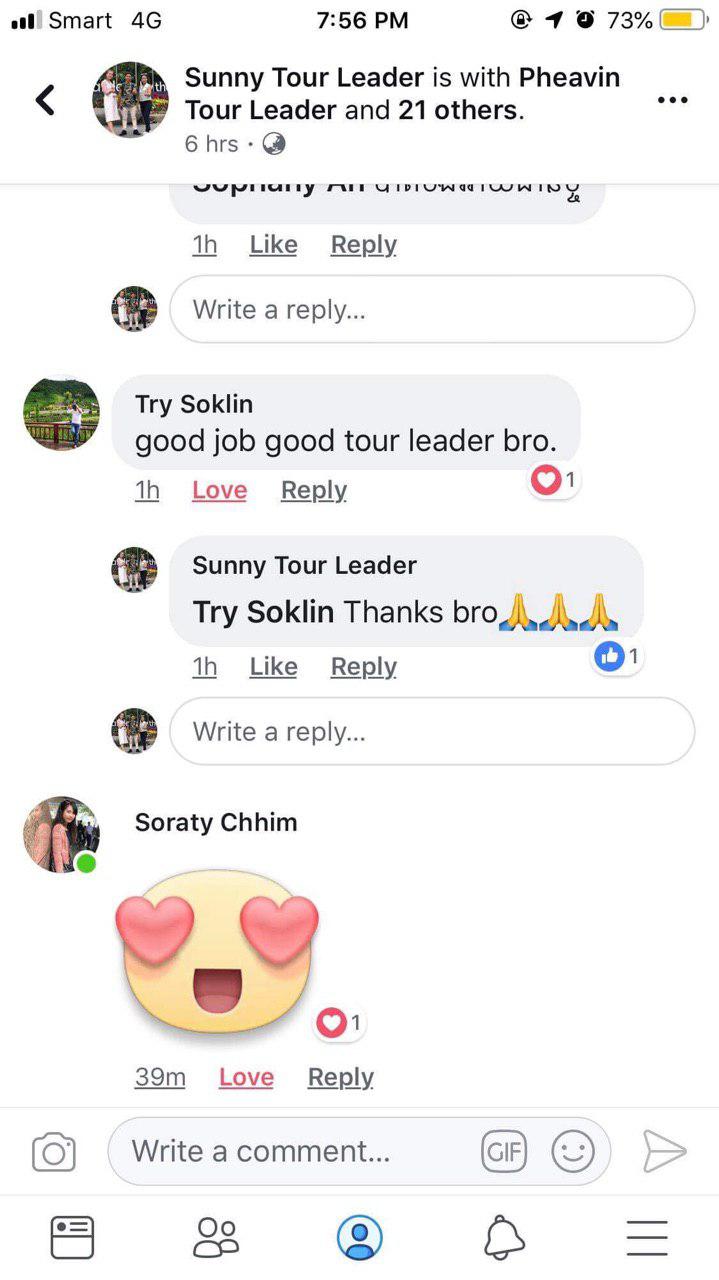 Smart 4G 7:56 PM 73%
Sunny Tour Leader is with Pheavin
Tour Leader and 21 others.
6 hrs ·
Sophany An
1h Like Reply
Write a reply...
Try Soklin
good job good tour leader bro.
1h Love Reply 1
Sunny Tour Leader
Try Soklin Thanks bro🙏🙏🙏
1h Like Reply 1
Write a reply...
Soraty Chhim
1
39m Love Reply
Write a comment... GIF